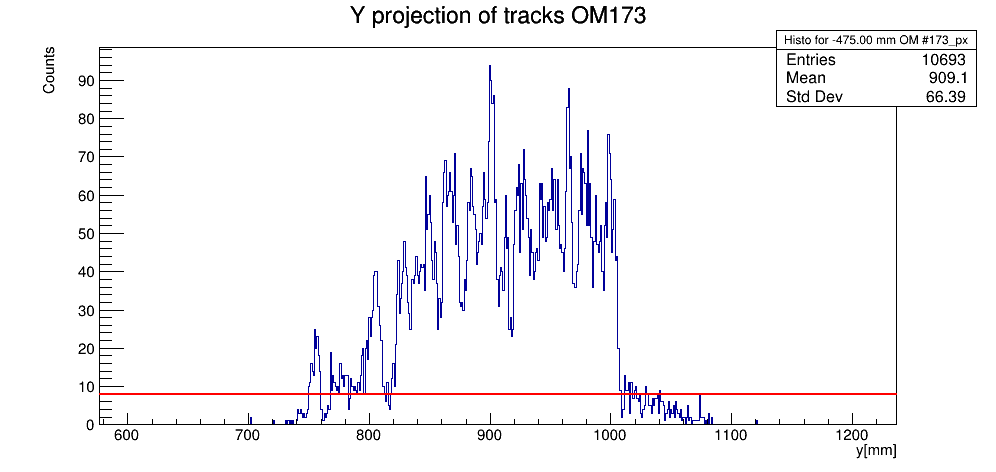 Y projection of tracks OM173
Histo for -475.00 mm OM #173_px
Entries 10693
Mean 909.1
Std Dev 66.39
Counts
90
80
70
60
50
40
30
20
10
0
600 700 800 900 1000 1100 1200
y[mm]